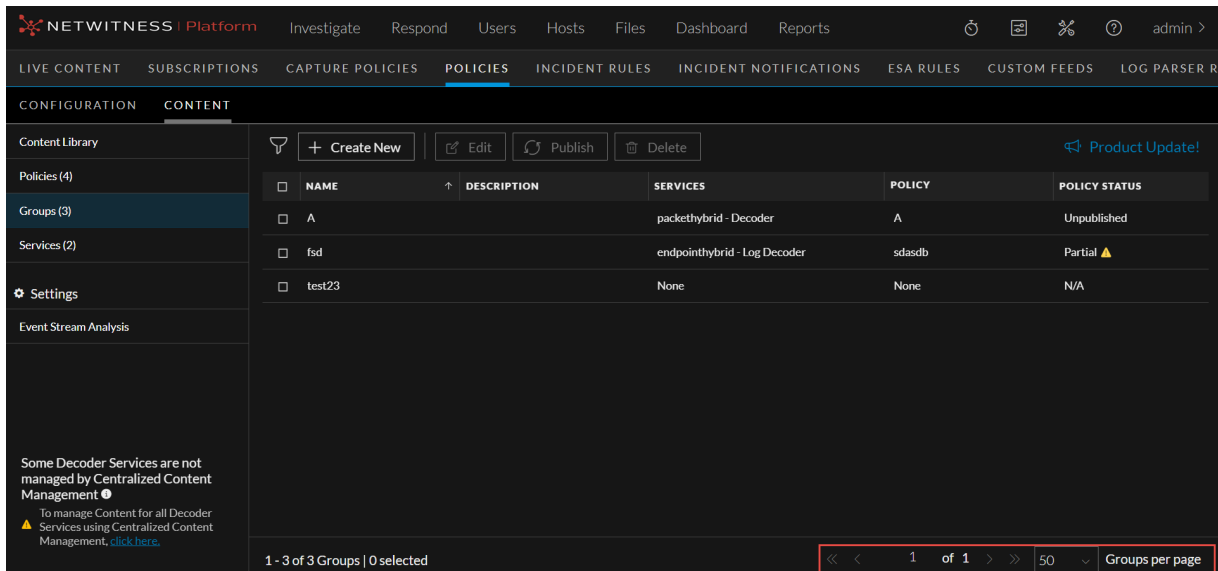 NETWITNESS | Platform Investigate Respond Users Hosts Files Dashboard Reports admin >
LIVE CONTENT SUBSCRIPTIONS CAPTURE POLICIES POLICIES INCIDENT RULES INCIDENT NOTIFICATIONS ESA RULES CUSTOM FEEDS LOG PARSER R
CONFIGURATION CONTENT
Content Library
Policies (4)
Groups (3)
Services (2)
Settings
Event Stream Analysis
Some Decoder Services are not
managed by Centralized Content
Management
To manage Content for all Decoder
Services using Centralized Content
Management, click here.
+ Create New Edit Publish Delete Product Update!
NAME ↑ DESCRIPTION SERVICES POLICY POLICY STATUS
A packethybrid - Decoder A Unpublished
fsd endpointhybrid - Log Decoder sdasdb Partial
test23 None None N/A
1 - 3 of 3 Groups | 0 selected
« < 1 of 1 > » 50 Groups per page